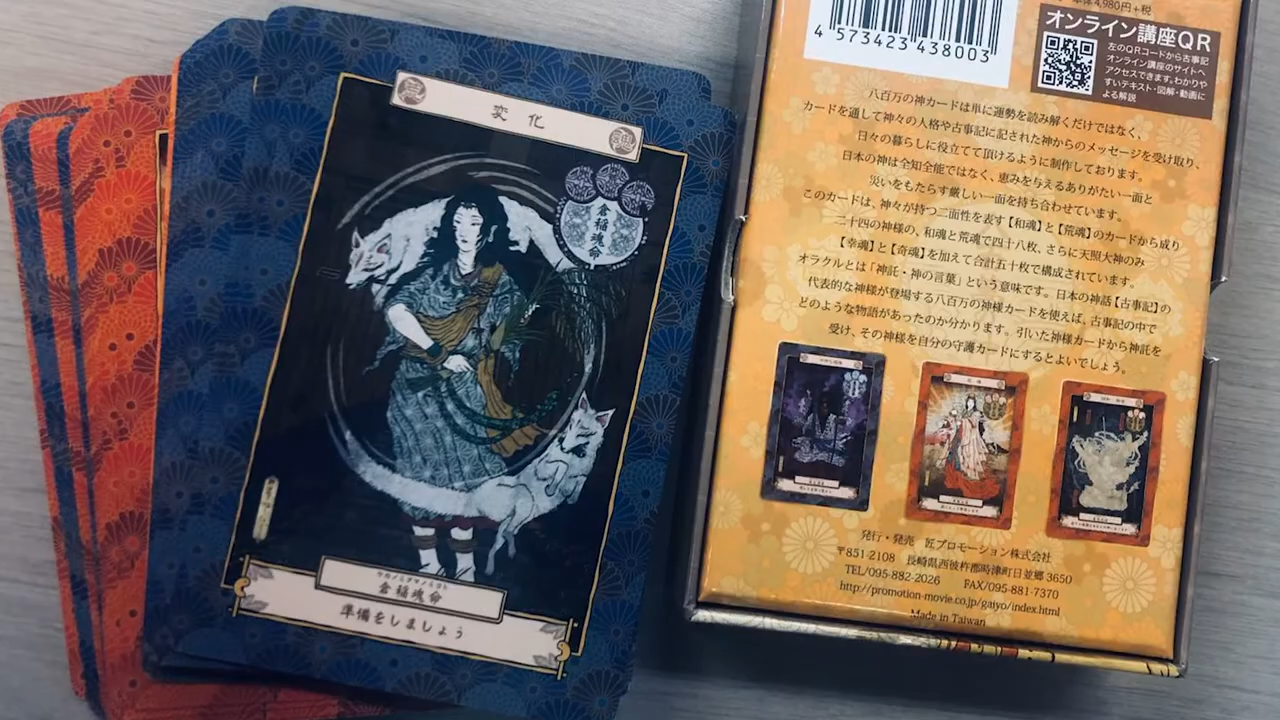 変化
荒
魂
倉稲魂命
ウカノミタマノミコト
倉稲魂命
準備をしましょう
本体4,980円+税
4 573423 438003
オンライン講座QR
左のQRコードから古事記
オンライン講座のサイトへ
アクセスできます。わかりや
すいテキスト・図解・動画に
よる解説
八百万の神カードは単に運勢を読み解くだけではなく、
カードを通して神々の人格や古事記に記された神からのメッセージを受け取り、
日々の暮らしに役立てて頂けるように制作しております。
日本の神は全知全能ではなく、恵みを与えるありがたい一面と
災いをもたらす厳しい一面を持ち合わせています。
このカードは、神々が持つ二面性を表す【和魂】と【荒魂】のカードから成り
二十四の神様の、和魂と荒魂で四十八枚、さらに天照大神のみ
【幸魂】と【奇魂】を加えて合計五十枚で構成されています。
オラクルとは「神託・神の言葉」という意味です。日本の神話【古事記】の
代表的な神様が登場する八百万の神様カードを使えば、古事記の中で
どのような物語があったのか分かります。引いた神様カードから神託を
受け、その神様を自分の守護カードにするとよいでしょう。
発行・発売 匠プロモーション株式会社
〒851-2108 長崎県西彼杵郡時津町日並郷 3650
TEL/095-882-2026 FAX/095-881-7370
http://promotion-movie.co.jp/gaiyo/index.html
Made in Taiwan